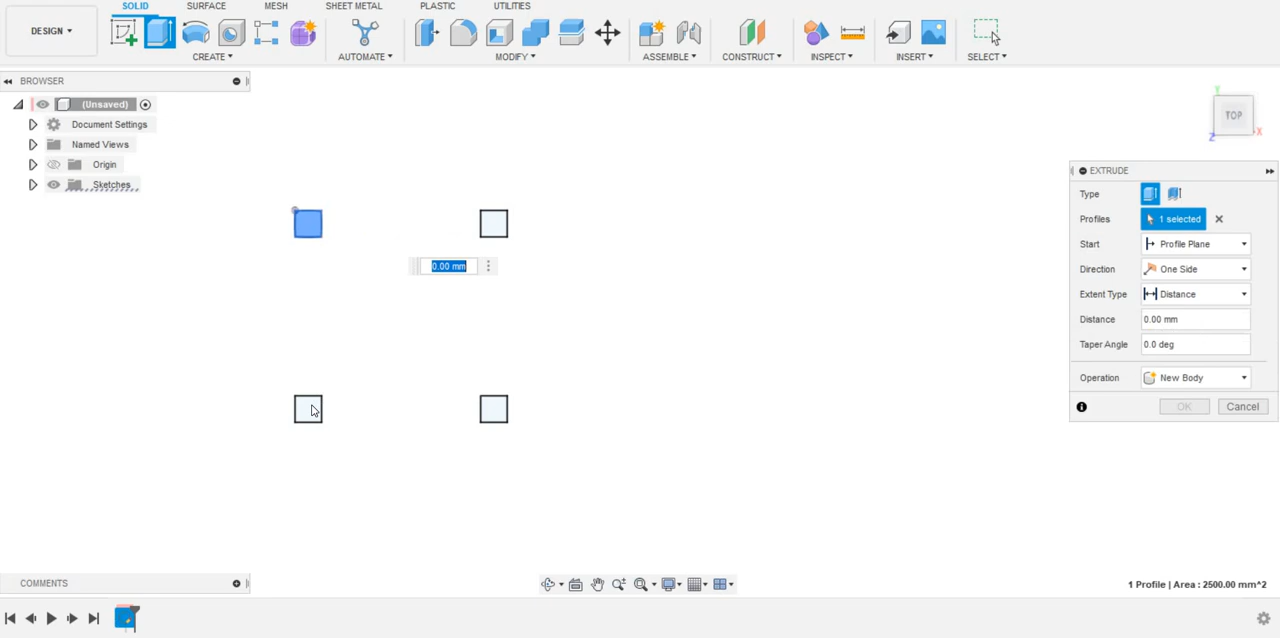 SOLID SURFACE MESH SHEET METAL PLASTIC UTILITIES
DESIGN
CREATE AUTOMATE MODIFY ASSEMBLE CONSTRUCT INSPECT INSERT SELECT
BROWSER
(Unsaved)
Document Settings
Named Views
Origin
Sketches
0.00 mm
TOP
Y
X
Z
EXTRUDE
Type
Profiles 1 selected
Start Profile Plane
Direction One Side
Extent Type Distance
Distance 0.00 mm
Taper Angle 0.0 deg
Operation New Body
OK Cancel
COMMENTS
1 Profile | Area : 2500.00 mm^2